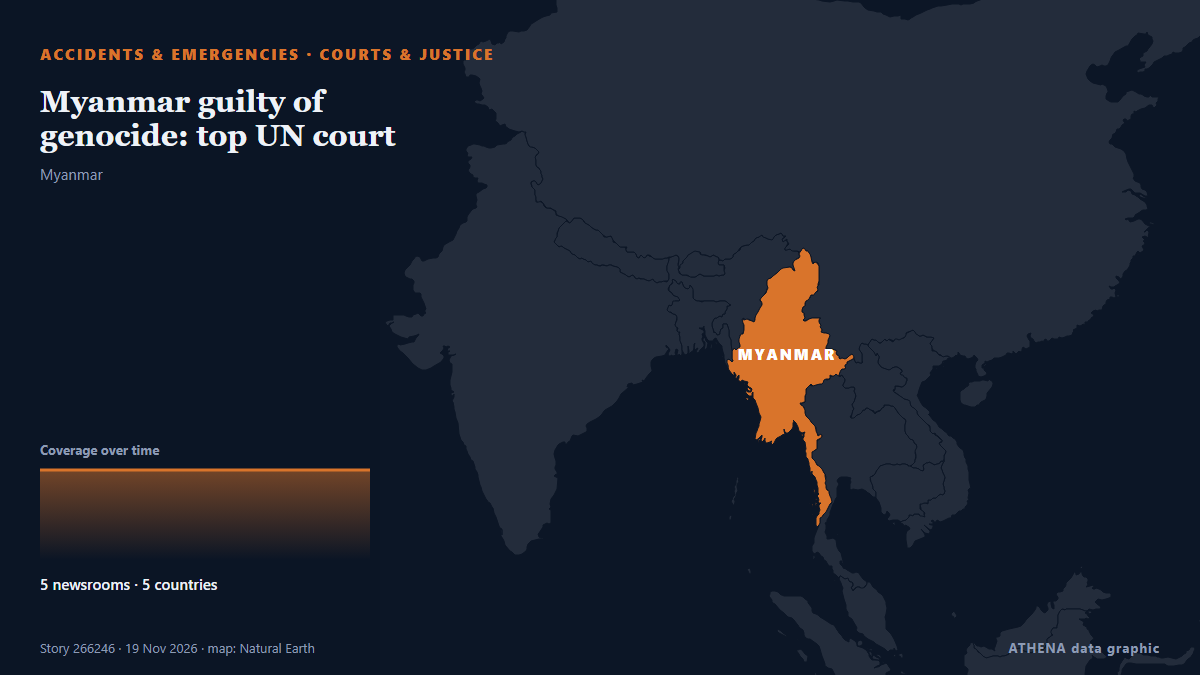 ACCIDENTS & EMERGENCIES · COURTS & JUSTICE
Myanmar guilty of
genocide: top UN court
Myanmar
MYANMAR
Coverage over time
5 newsrooms · 5 countries
Story 266246 · 19 Nov 2026 · map: Natural Earth
ATHENA data graphic